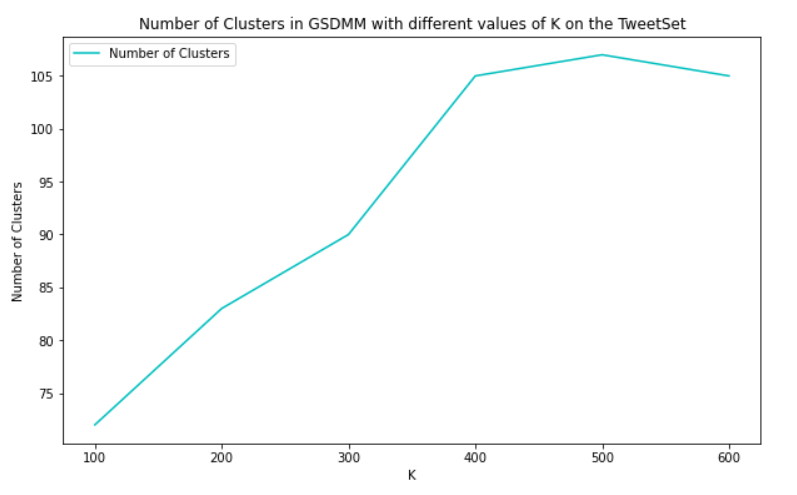 Number of Clusters in GSDMM with different values of K on the TweetSet
Number of Clusters
105
100
95
90
85
80
75
Number of Clusters
100 200 300 400 500 600
K